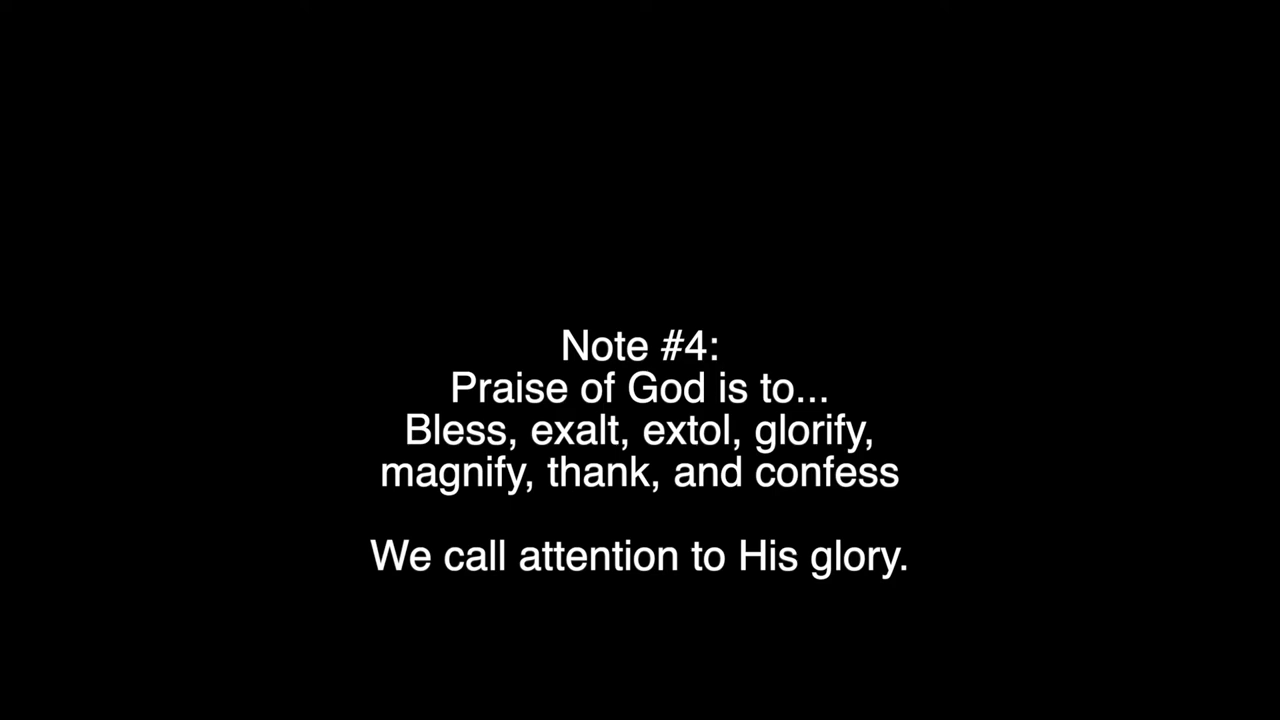 Note #4:
Praise of God is to...
Bless, exalt, extol, glorify,
magnify, thank, and confess
We call attention to His glory.